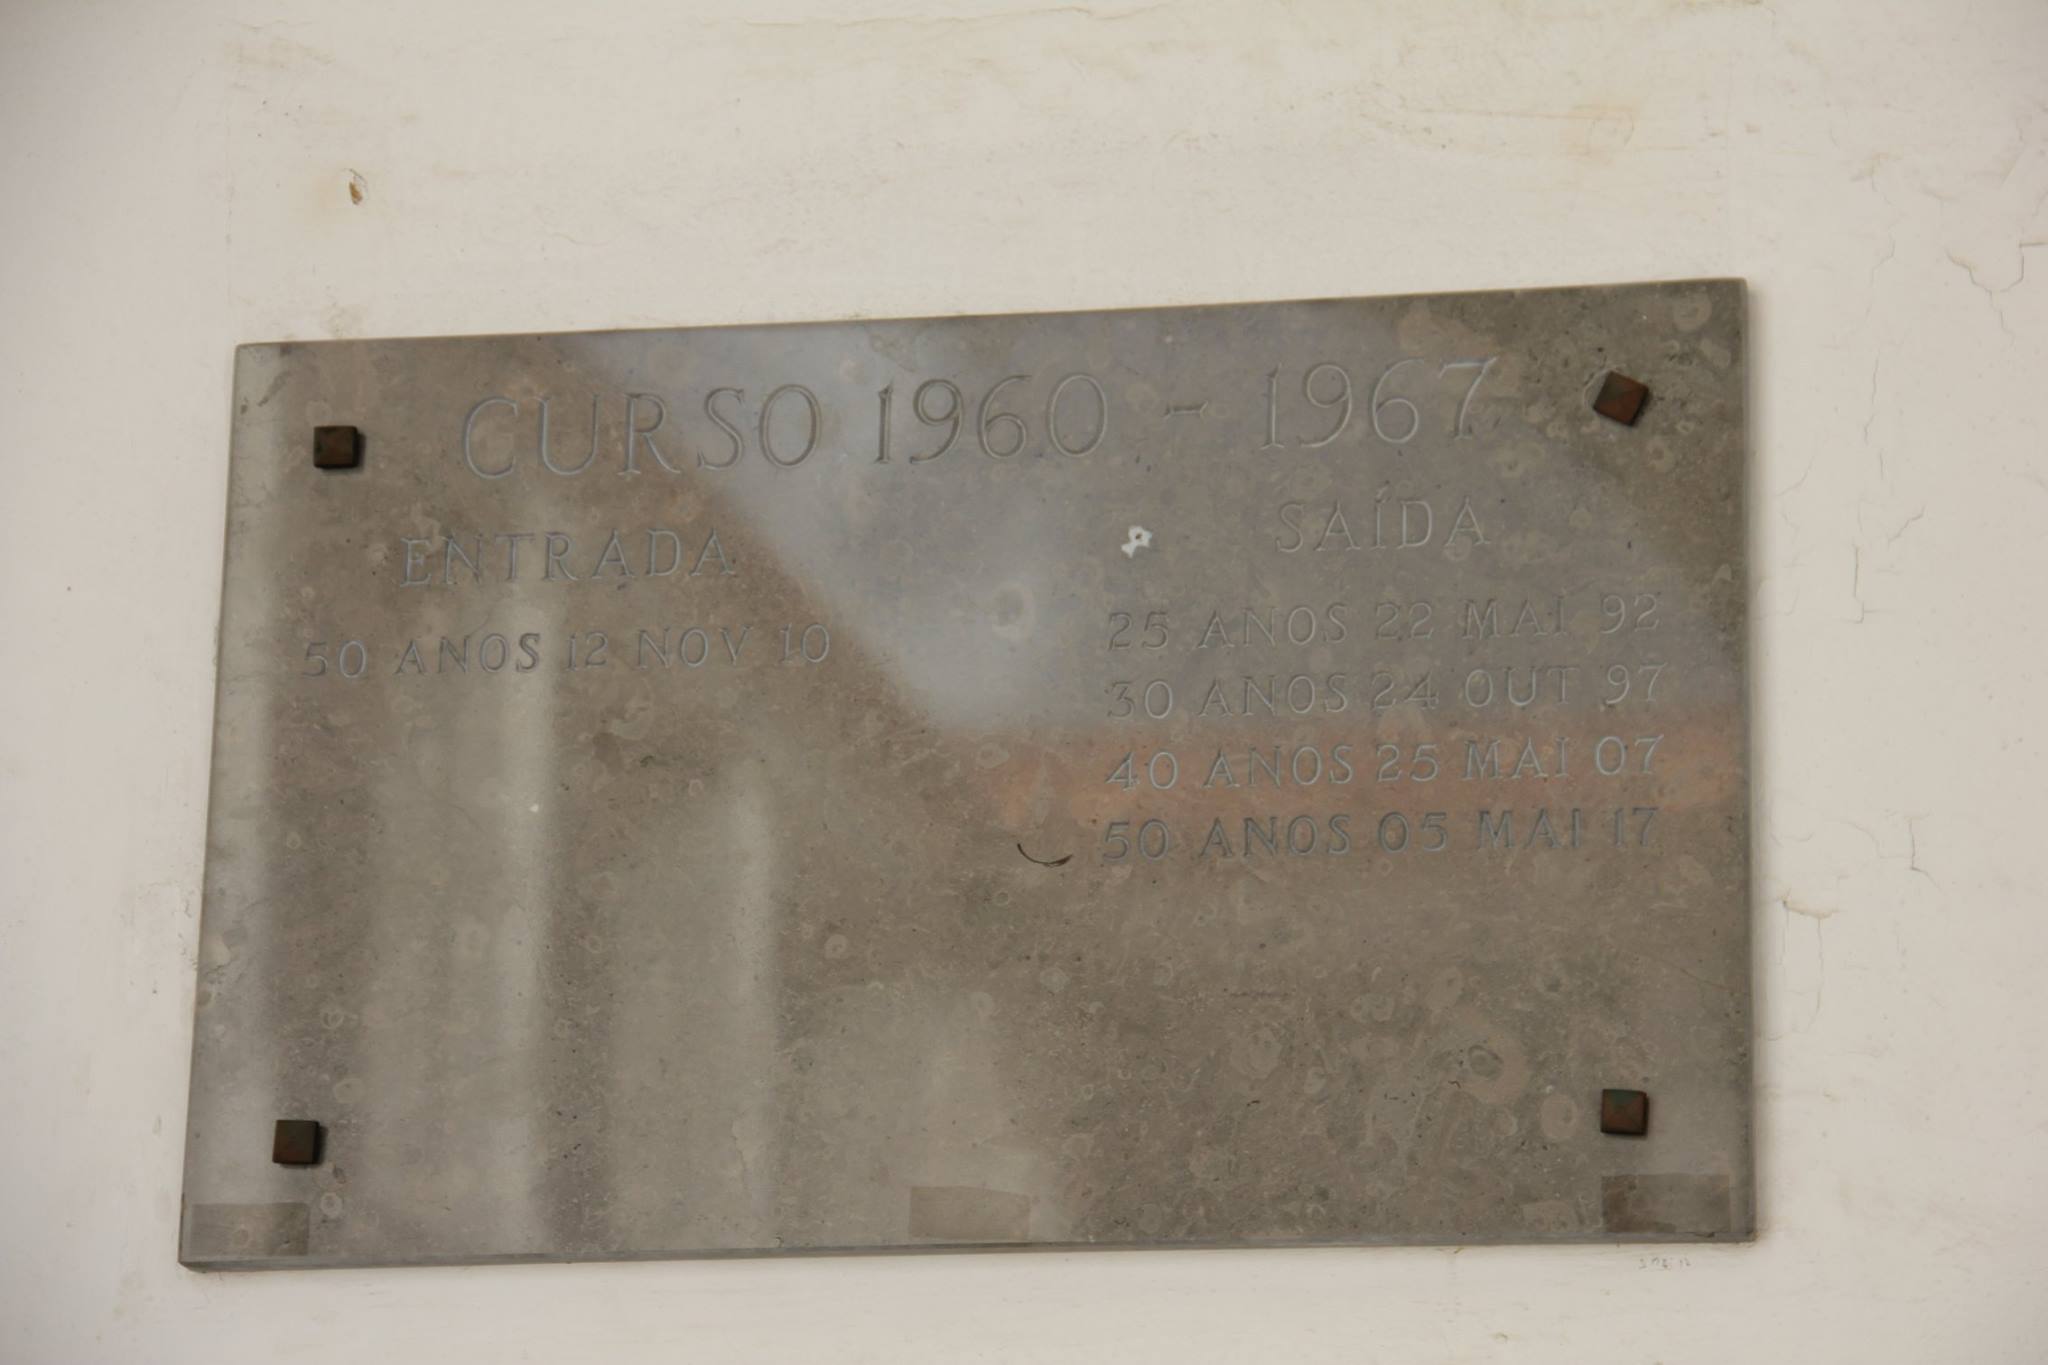 CURSO 1960 - 1967
ENTRADA
50 ANOS 12 NOV 10
SAÍDA
25 ANOS 22 MAI 92
30 ANOS 24 OUT 97
40 ANOS 25 MAI 07
50 ANOS 05 MAI 17